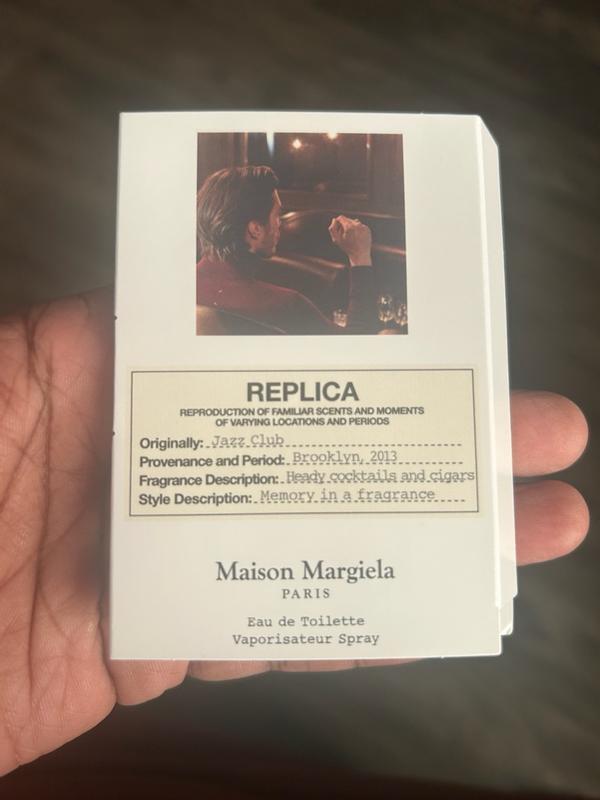 REPLICA
REPRODUCTION OF FAMILIAR SCENTS AND MOMENTS
OF VARYING LOCATIONS AND PERIODS
Originally: Jazz Club
Provenance and Period: Brooklyn, 2013
Fragrance Description: Heady cocktails and cigars
Style Description: Memory in a fragrance
Maison Margiela
PARIS
Eau de Toilette
Vaporisateur Spray